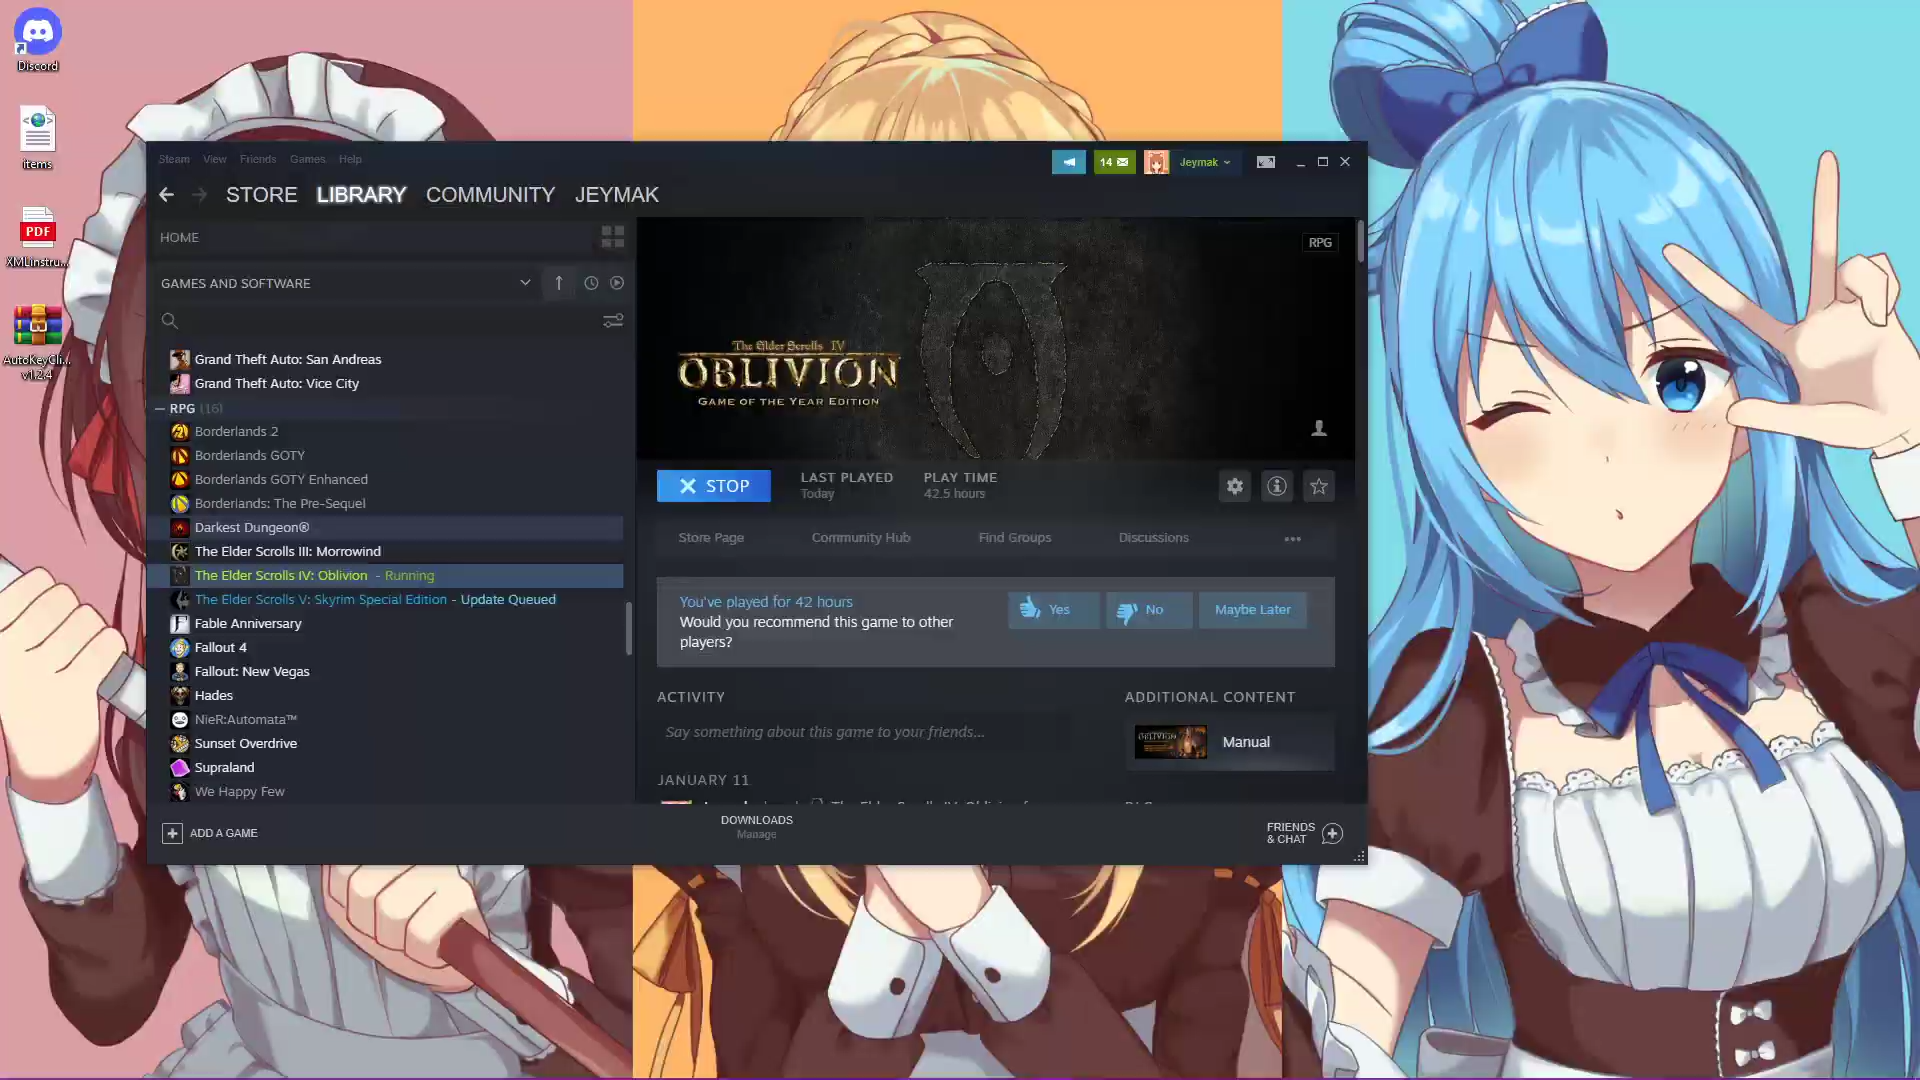 Discord
items
PDF
XMLinstru...
AutoKeyCli...
v1.2.4
Steam View Friends Games Help
14
Jeymak
STORE LIBRARY COMMUNITY JEYMAK
HOME
GAMES AND SOFTWARE
Grand Theft Auto: San Andreas
Grand Theft Auto: Vice City
RPG (16)
Borderlands 2
Borderlands GOTY
Borderlands GOTY Enhanced
Borderlands: The Pre-Sequel
Darkest Dungeon®
The Elder Scrolls III: Morrowind
The Elder Scrolls IV: Oblivion - Running
The Elder Scrolls V: Skyrim Special Edition - Update Queued
Fable Anniversary
Fallout 4
Fallout: New Vegas
Hades
NieR:Automata™
Sunset Overdrive
Supraland
We Happy Few
ADD A GAME
RPG
The Elder Scrolls IV
OBLIVION
GAME OF THE YEAR EDITION
STOP
LAST PLAYED
Today
PLAY TIME
42.5 hours
Store Page Community Hub Find Groups Discussions
You've played for 42 hours
Would you recommend this game to other
players?
Yes No Maybe Later
ACTIVITY
Say something about this game to your friends...
JANUARY 11
ADDITIONAL CONTENT
OBLIVION
Manual
DOWNLOADS
Manage
FRIENDS
& CHAT